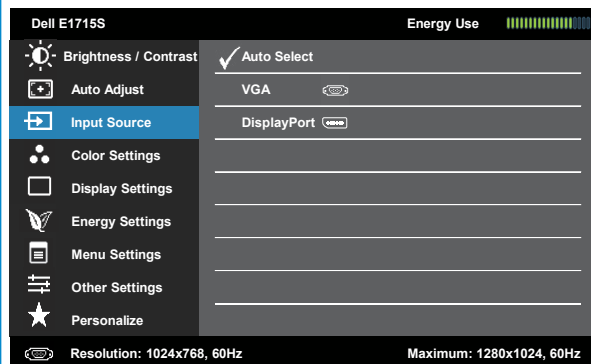 Dell E1715S Energy Use
Brightness / Contrast Auto Select
Auto Adjust VGA
Input Source DisplayPort
Color Settings
Display Settings
Energy Settings
Menu Settings
Other Settings
Personalize
Resolution: 1024x768, 60Hz Maximum: 1280x1024, 60Hz